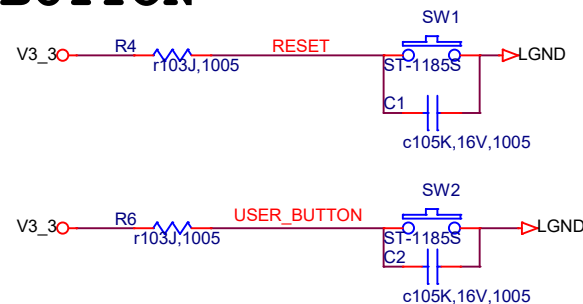 BUTTON
SW1
V3_3 R4 RESET LGND
r103J,1005 ST-1185S
C1
c105K,16V,1005
SW2
V3_3 R6 USER_BUTTON LGND
r103J,1005 ST-1185S
C2
c105K,16V,1005